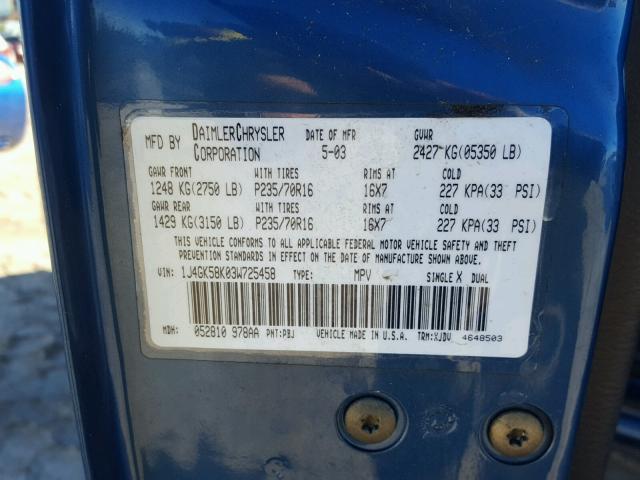 MFD BY DAIMLERCHRYSLER CORPORATION DATE OF MFR 5-03 GVWR 2427 KG(05350 LB)
GAWR FRONT WITH TIRES RIMS AT COLD
1248 KG(2750 LB) P235/70R16 16X7 227 KPA(33 PSI)
GAWR REAR WITH TIRES RIMS AT COLD
1429 KG(3150 LB) P235/70R16 16X7 227 KPA(33 PSI)
THIS VEHICLE CONFORMS TO ALL APPLICABLE FEDERAL MOTOR VEHICLE SAFETY AND THEFT
PREVENTION STANDARDS IN EFFECT ON THE DATE OF MANUFACTURE SHOWN ABOVE.
VIN: 1J4GK58K03W725458 TYPE: MPV SINGLE X DUAL
MDH: 052810 978AA PNT:PBJ VEHICLE MADE IN U.S.A. TRM:XJDV 4648503